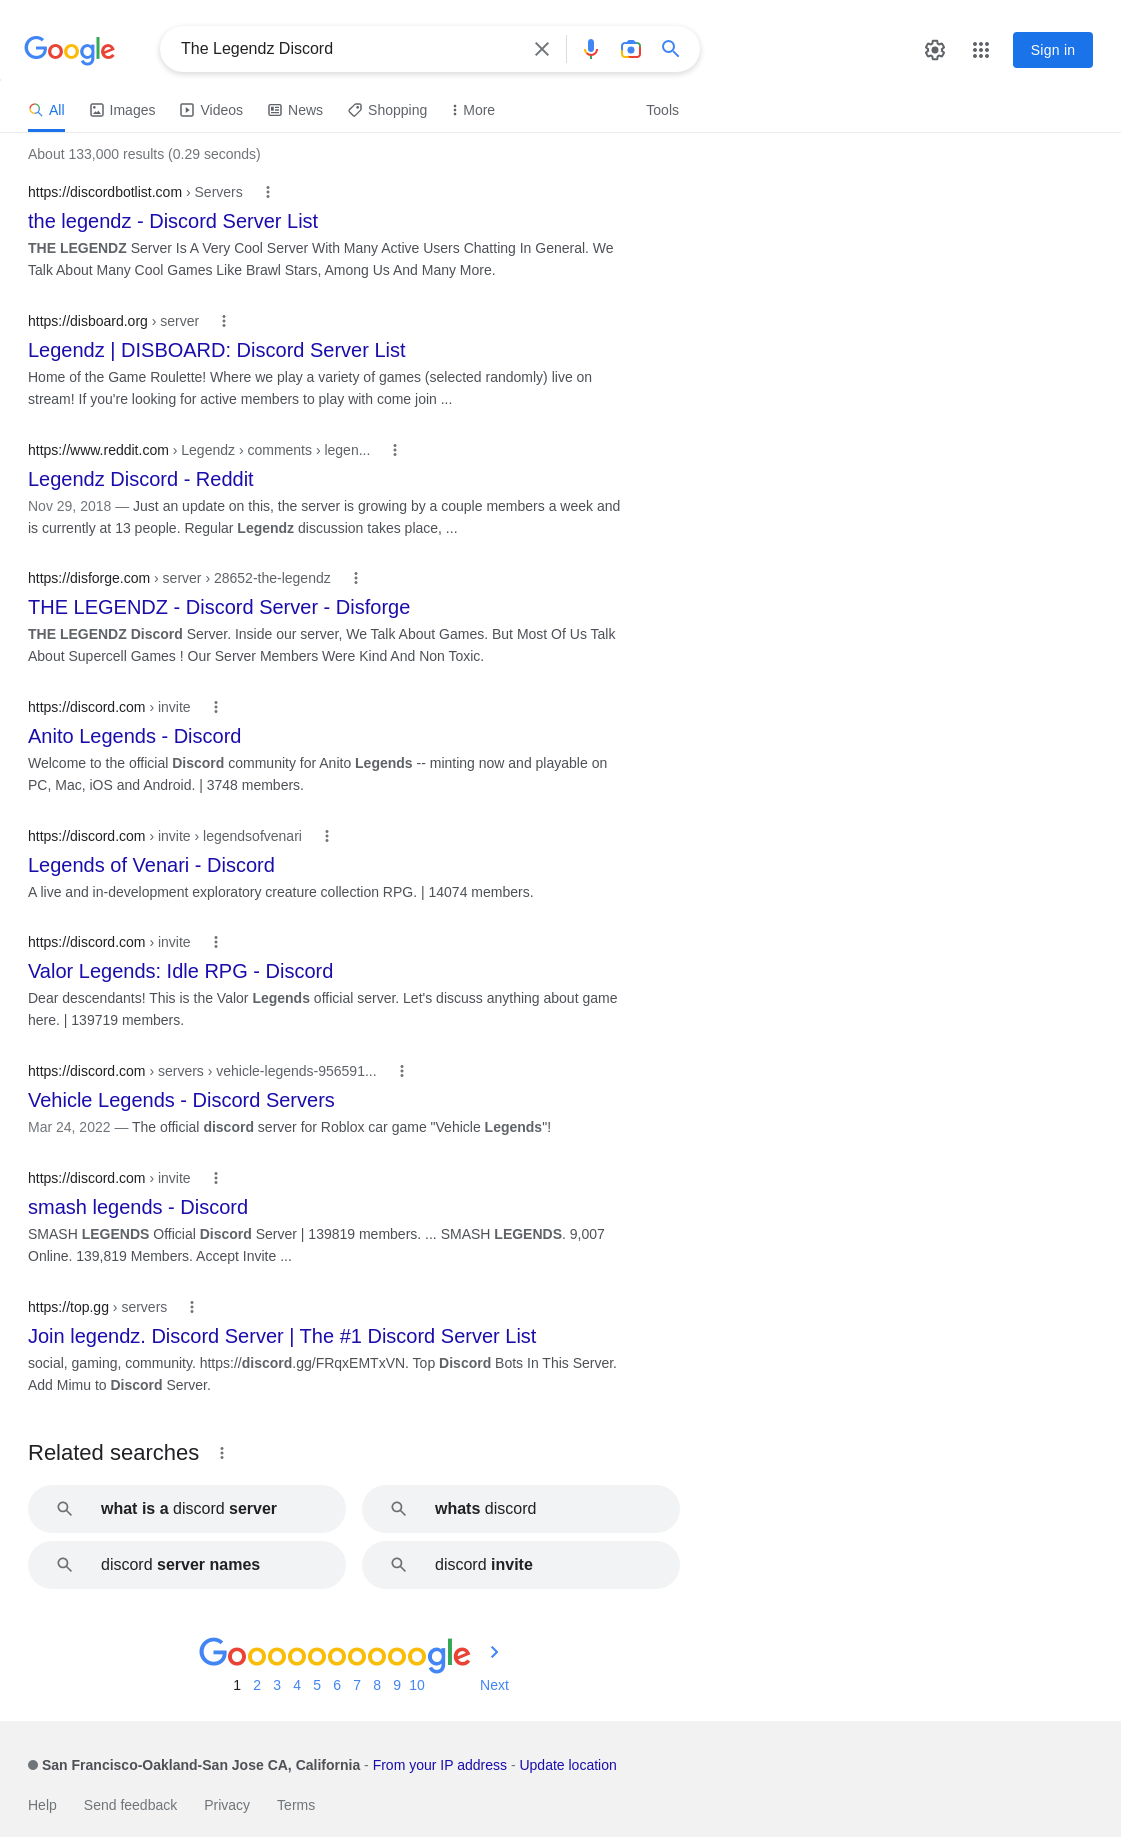 Google
The Legendz Discord
Sign in
All
Images
Videos
News
Shopping
More
Tools
About 133,000 results (0.29 seconds)
https://discordbotlist.com › Servers
the legendz - Discord Server List
THE LEGENDZ Server Is A Very Cool Server With Many Active Users Chatting In General. We
Talk About Many Cool Games Like Brawl Stars, Among Us And Many More.
https://disboard.org › server
Legendz | DISBOARD: Discord Server List
Home of the Game Roulette! Where we play a variety of games (selected randomly) live on
stream! If you're looking for active members to play with come join ...
https://www.reddit.com › Legendz › comments › legen...
Legendz Discord - Reddit
Nov 29, 2018 — Just an update on this, the server is growing by a couple members a week and
is currently at 13 people. Regular Legendz discussion takes place, ...
https://disforge.com › server › 28652-the-legendz
THE LEGENDZ - Discord Server - Disforge
THE LEGENDZ Discord Server. Inside our server, We Talk About Games. But Most Of Us Talk
About Supercell Games ! Our Server Members Were Kind And Non Toxic.
https://discord.com › invite
Anito Legends - Discord
Welcome to the official Discord community for Anito Legends -- minting now and playable on
PC, Mac, iOS and Android. | 3748 members.
https://discord.com › invite › legendsofvenari
Legends of Venari - Discord
A live and in-development exploratory creature collection RPG. | 14074 members.
https://discord.com › invite
Valor Legends: Idle RPG - Discord
Dear descendants! This is the Valor Legends official server. Let's discuss anything about game
here. | 139719 members.
https://discord.com › servers › vehicle-legends-956591...
Vehicle Legends - Discord Servers
Mar 24, 2022 — The official discord server for Roblox car game "Vehicle Legends"!
https://discord.com › invite
smash legends - Discord
SMASH LEGENDS Official Discord Server | 139819 members. ... SMASH LEGENDS. 9,007
Online. 139,819 Members. Accept Invite ...
https://top.gg › servers
Join legendz. Discord Server | The #1 Discord Server List
social, gaming, community. https://discord.gg/FRqxEMTxVN. Top Discord Bots In This Server.
Add Mimu to Discord Server.
Related searches
what is a discord server
whats discord
discord server names
discord invite
Goooooooooogle
1 2 3 4 5 6 7 8 9 10 Next
San Francisco-Oakland-San Jose CA, California - From your IP address - Update location
Help Send feedback Privacy Terms